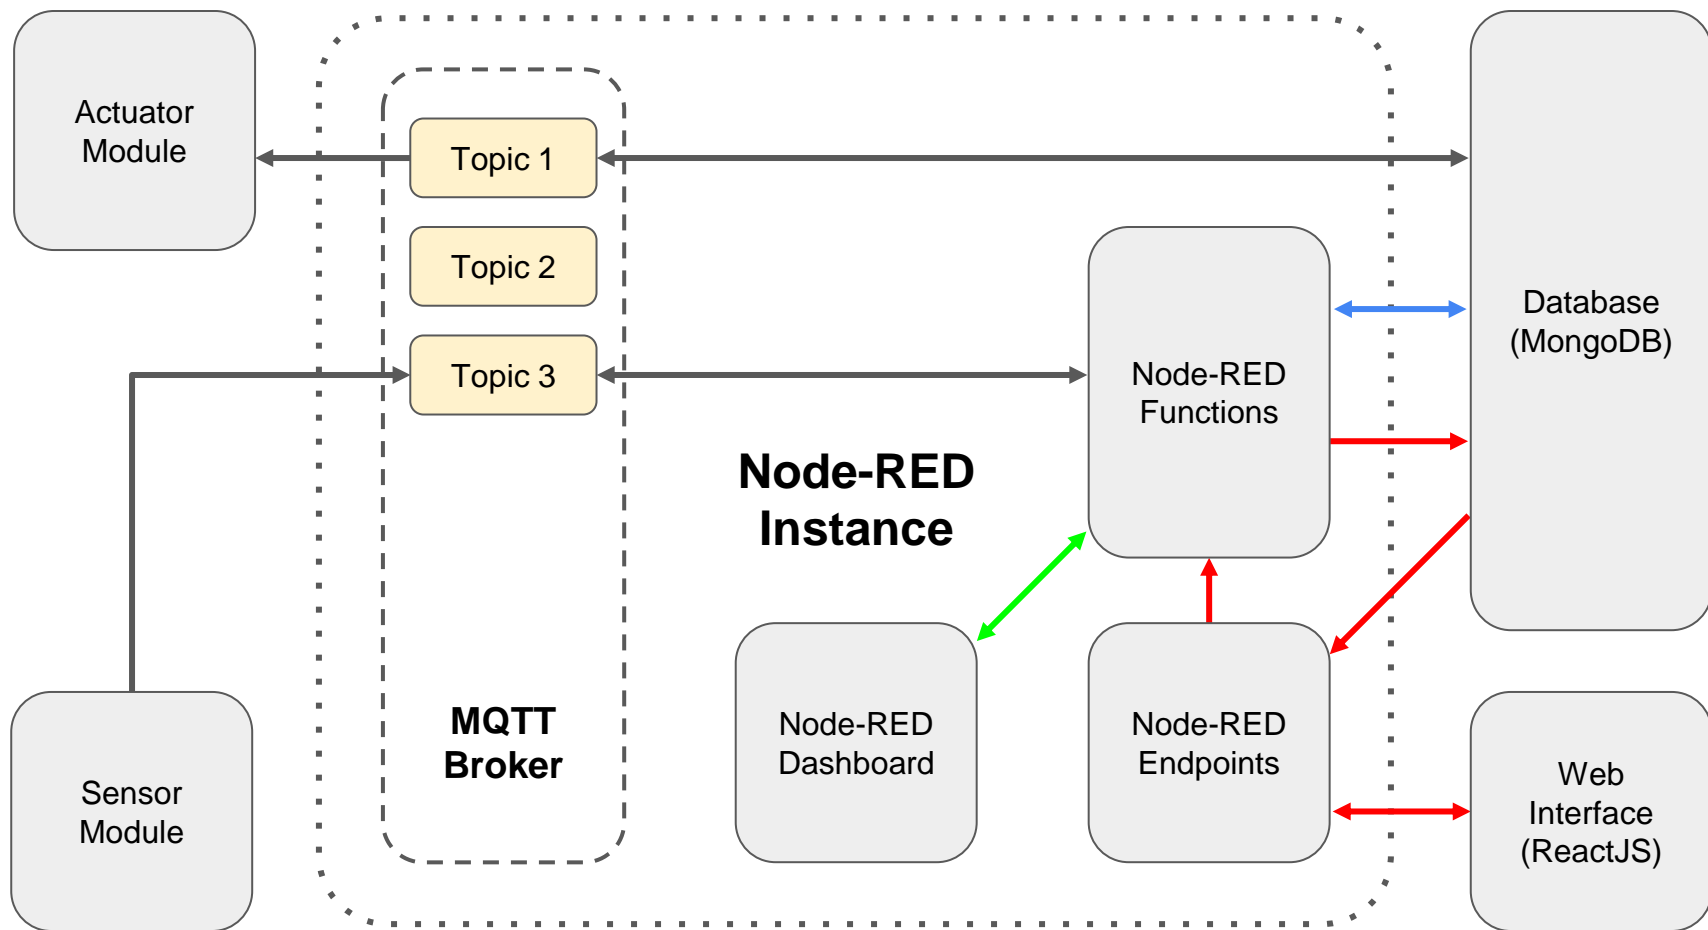 Actuator
Module
Topic 1
Topic 2
Topic 3
Database
(MongoDB)
Node-RED
Functions
Node-RED
Instance
MQTT
Broker
Node-RED
Dashboard
Node-RED
Endpoints
Sensor
Module
Web
Interface
(ReactJS)